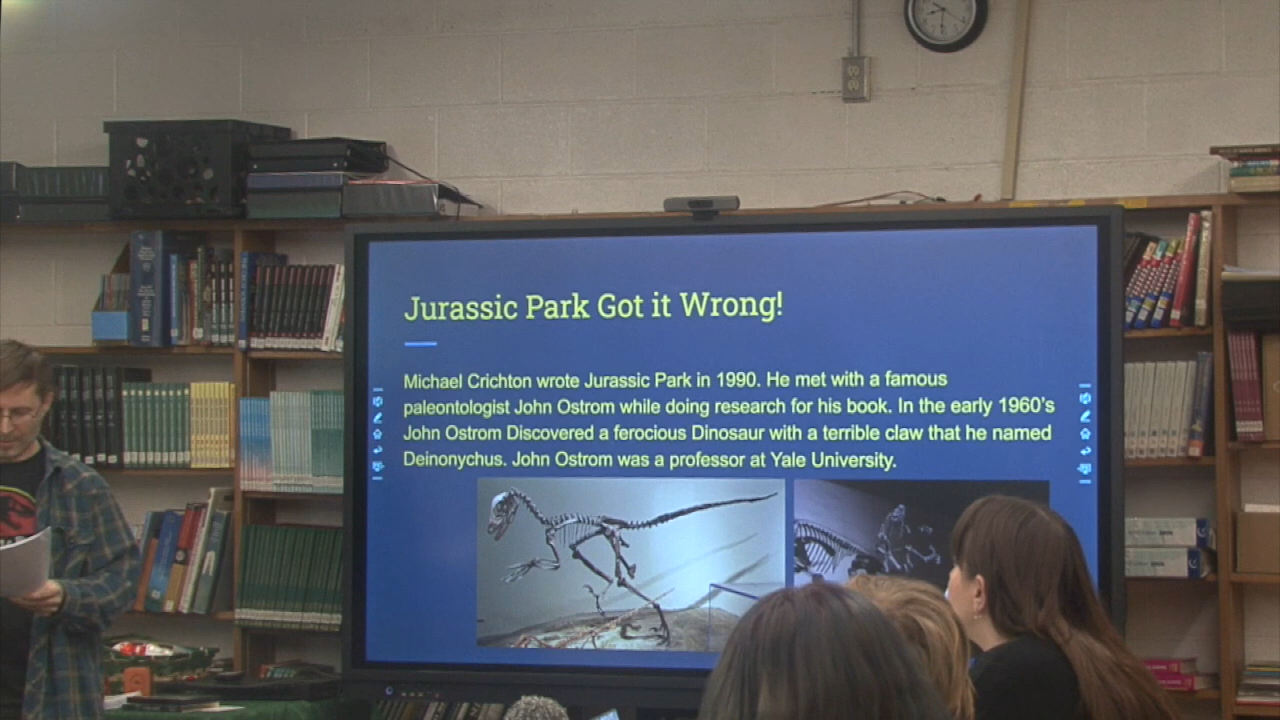 Jurassic Park Got it Wrong!
Michael Crichton wrote Jurassic Park in 1990. He met with a famous
paleontologist John Ostrom while doing research for his book. In the early 1960's
John Ostrom Discovered a ferocious Dinosaur with a terrible claw that he named
Deinonychus. John Ostrom was a professor at Yale University.